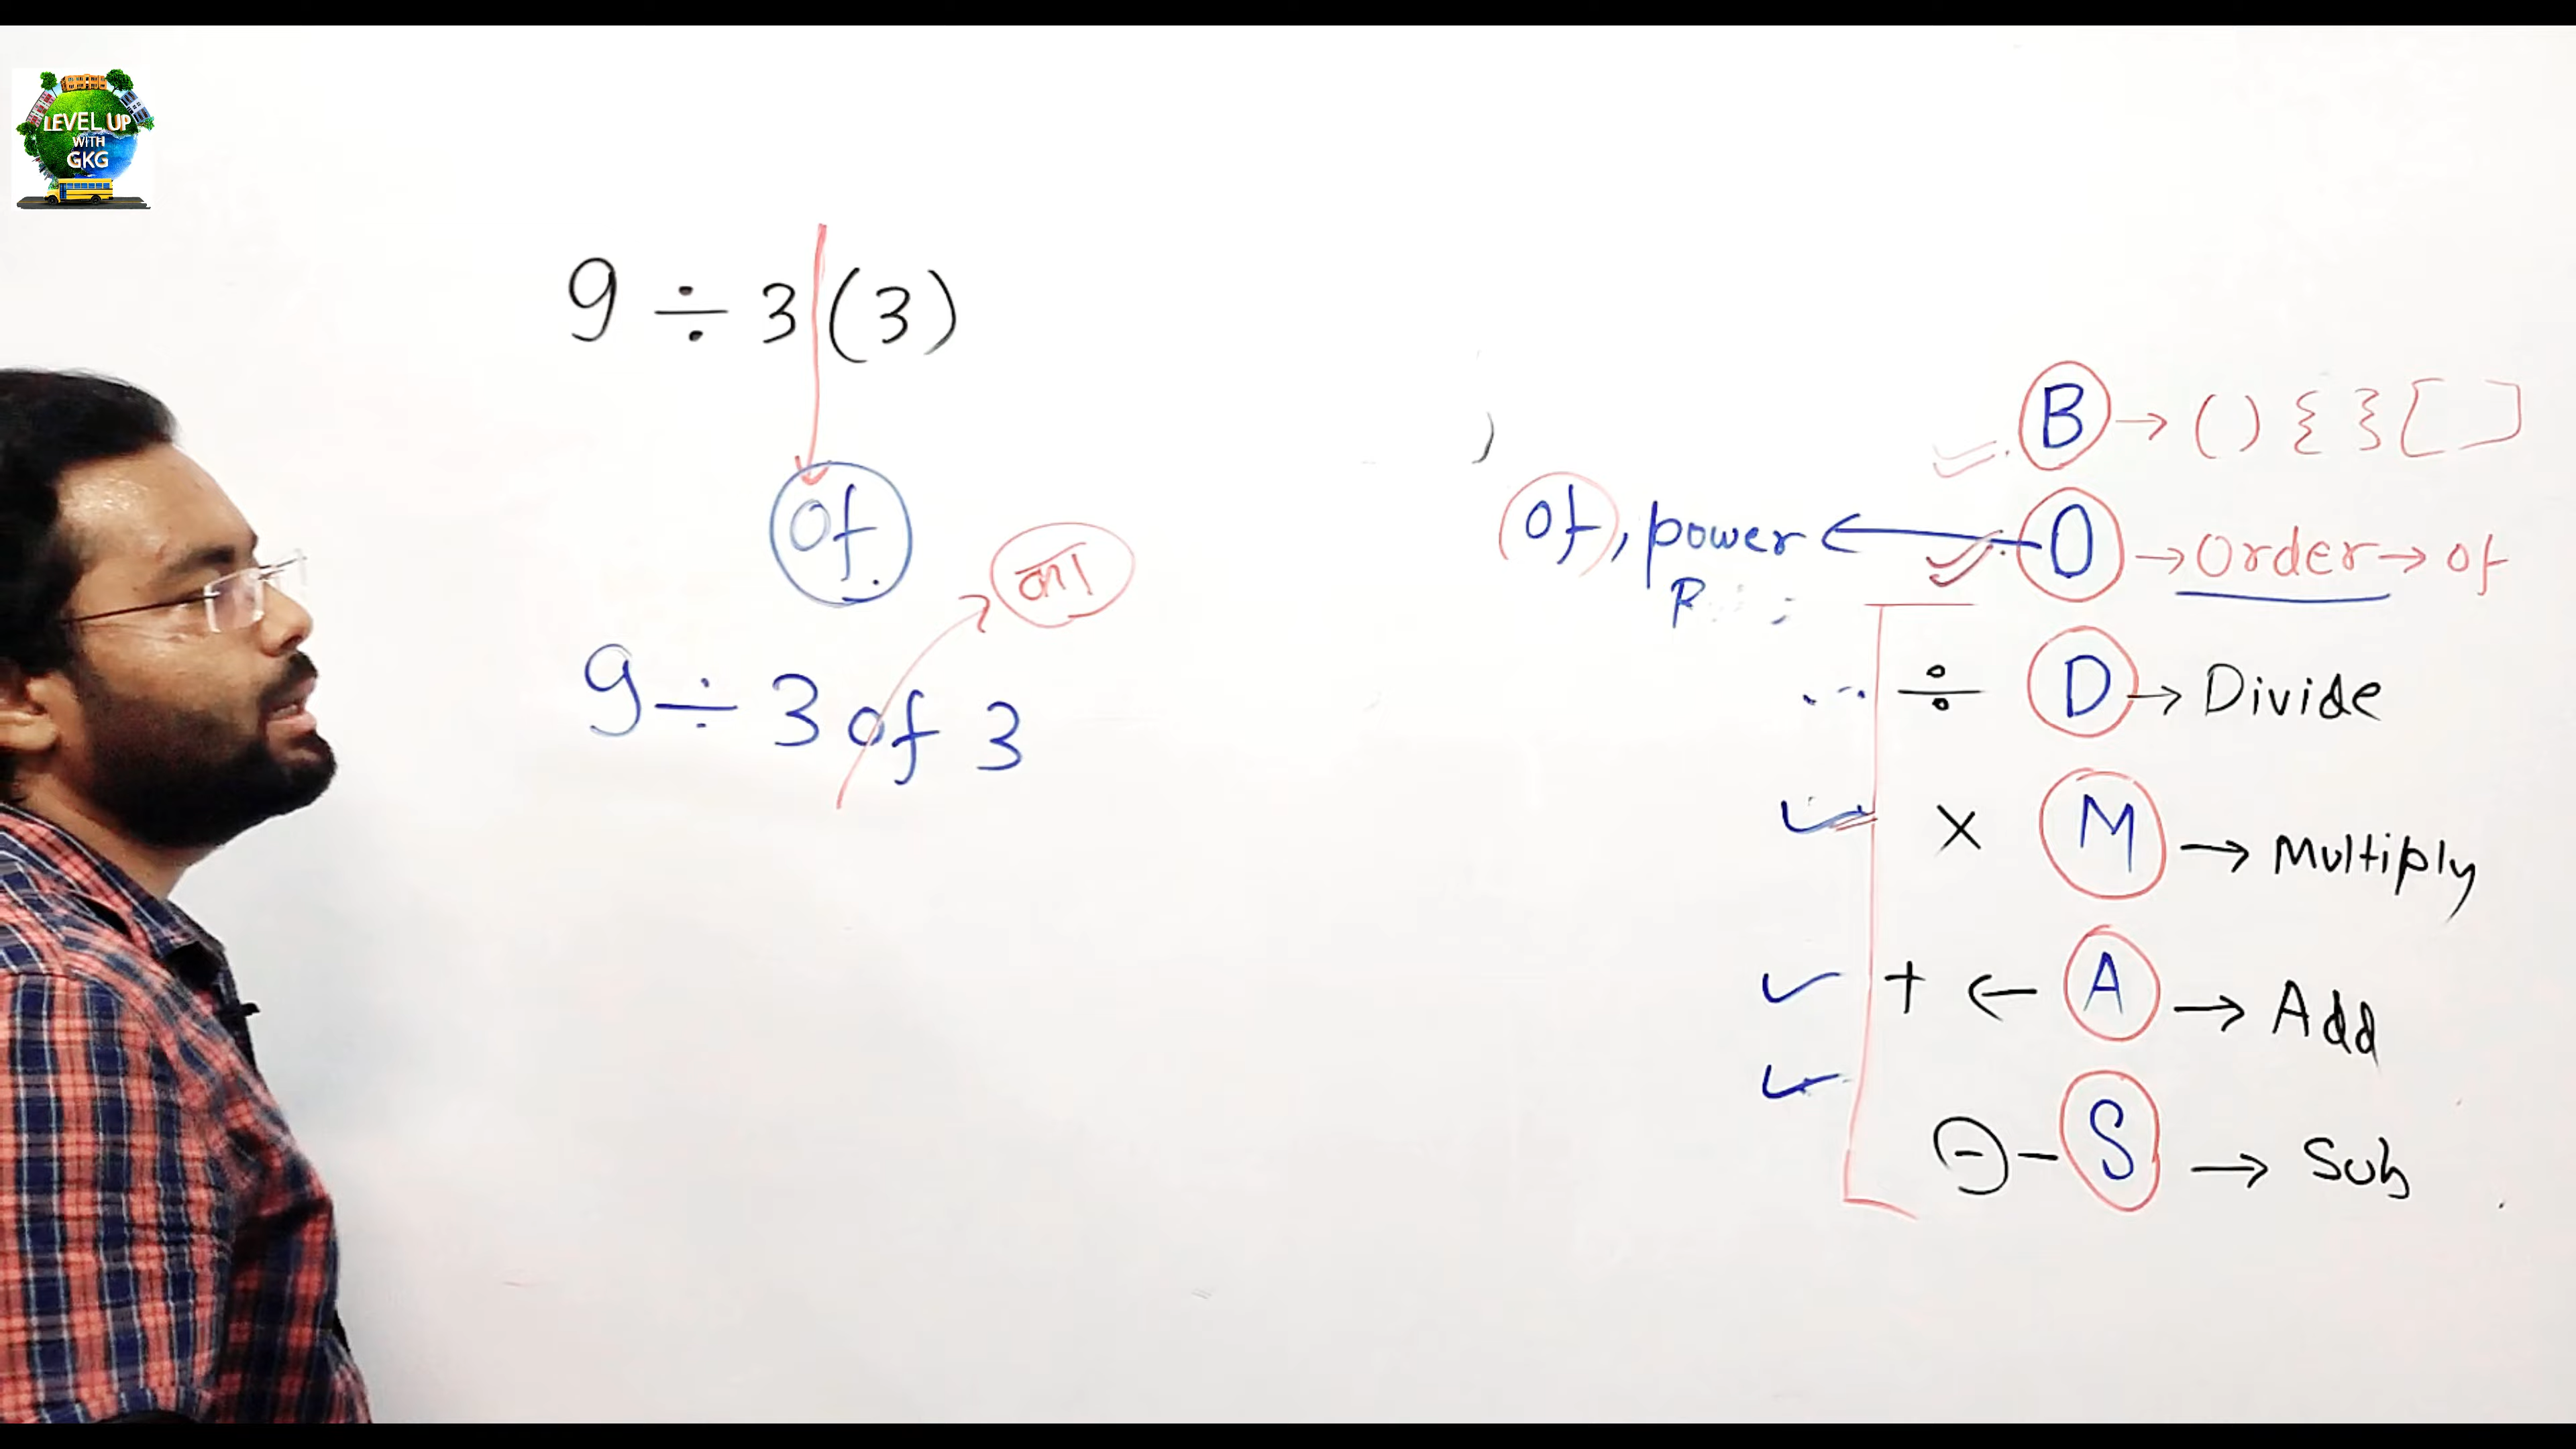 LEVEL UP
WITH
GKG
9 ÷ 3 (3)
of.
का
9 ÷ 3 of 3
B → ( ) { } [ ]
of, power ← O → Order → of
P
÷ D → Divide
× M → Multiply
+ ← A → Add
- - S → Sub